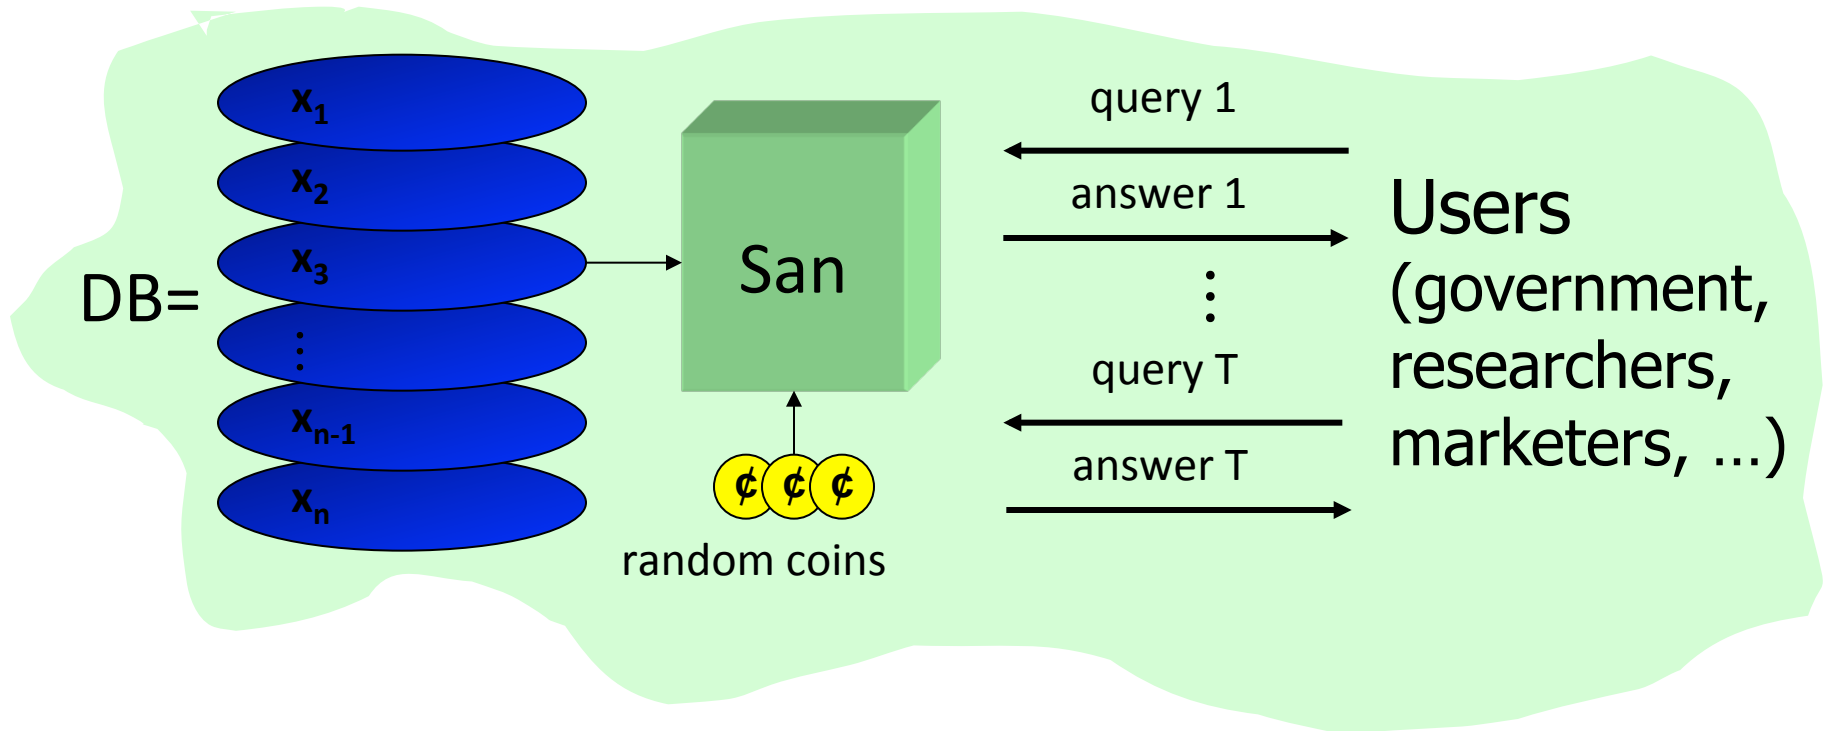 DB=
x1
x2
x3
⋮
xn-1
xn
San
¢ ¢ ¢
random coins
query 1
answer 1
⋮
query T
answer T
Users
(government,
researchers,
marketers, …)